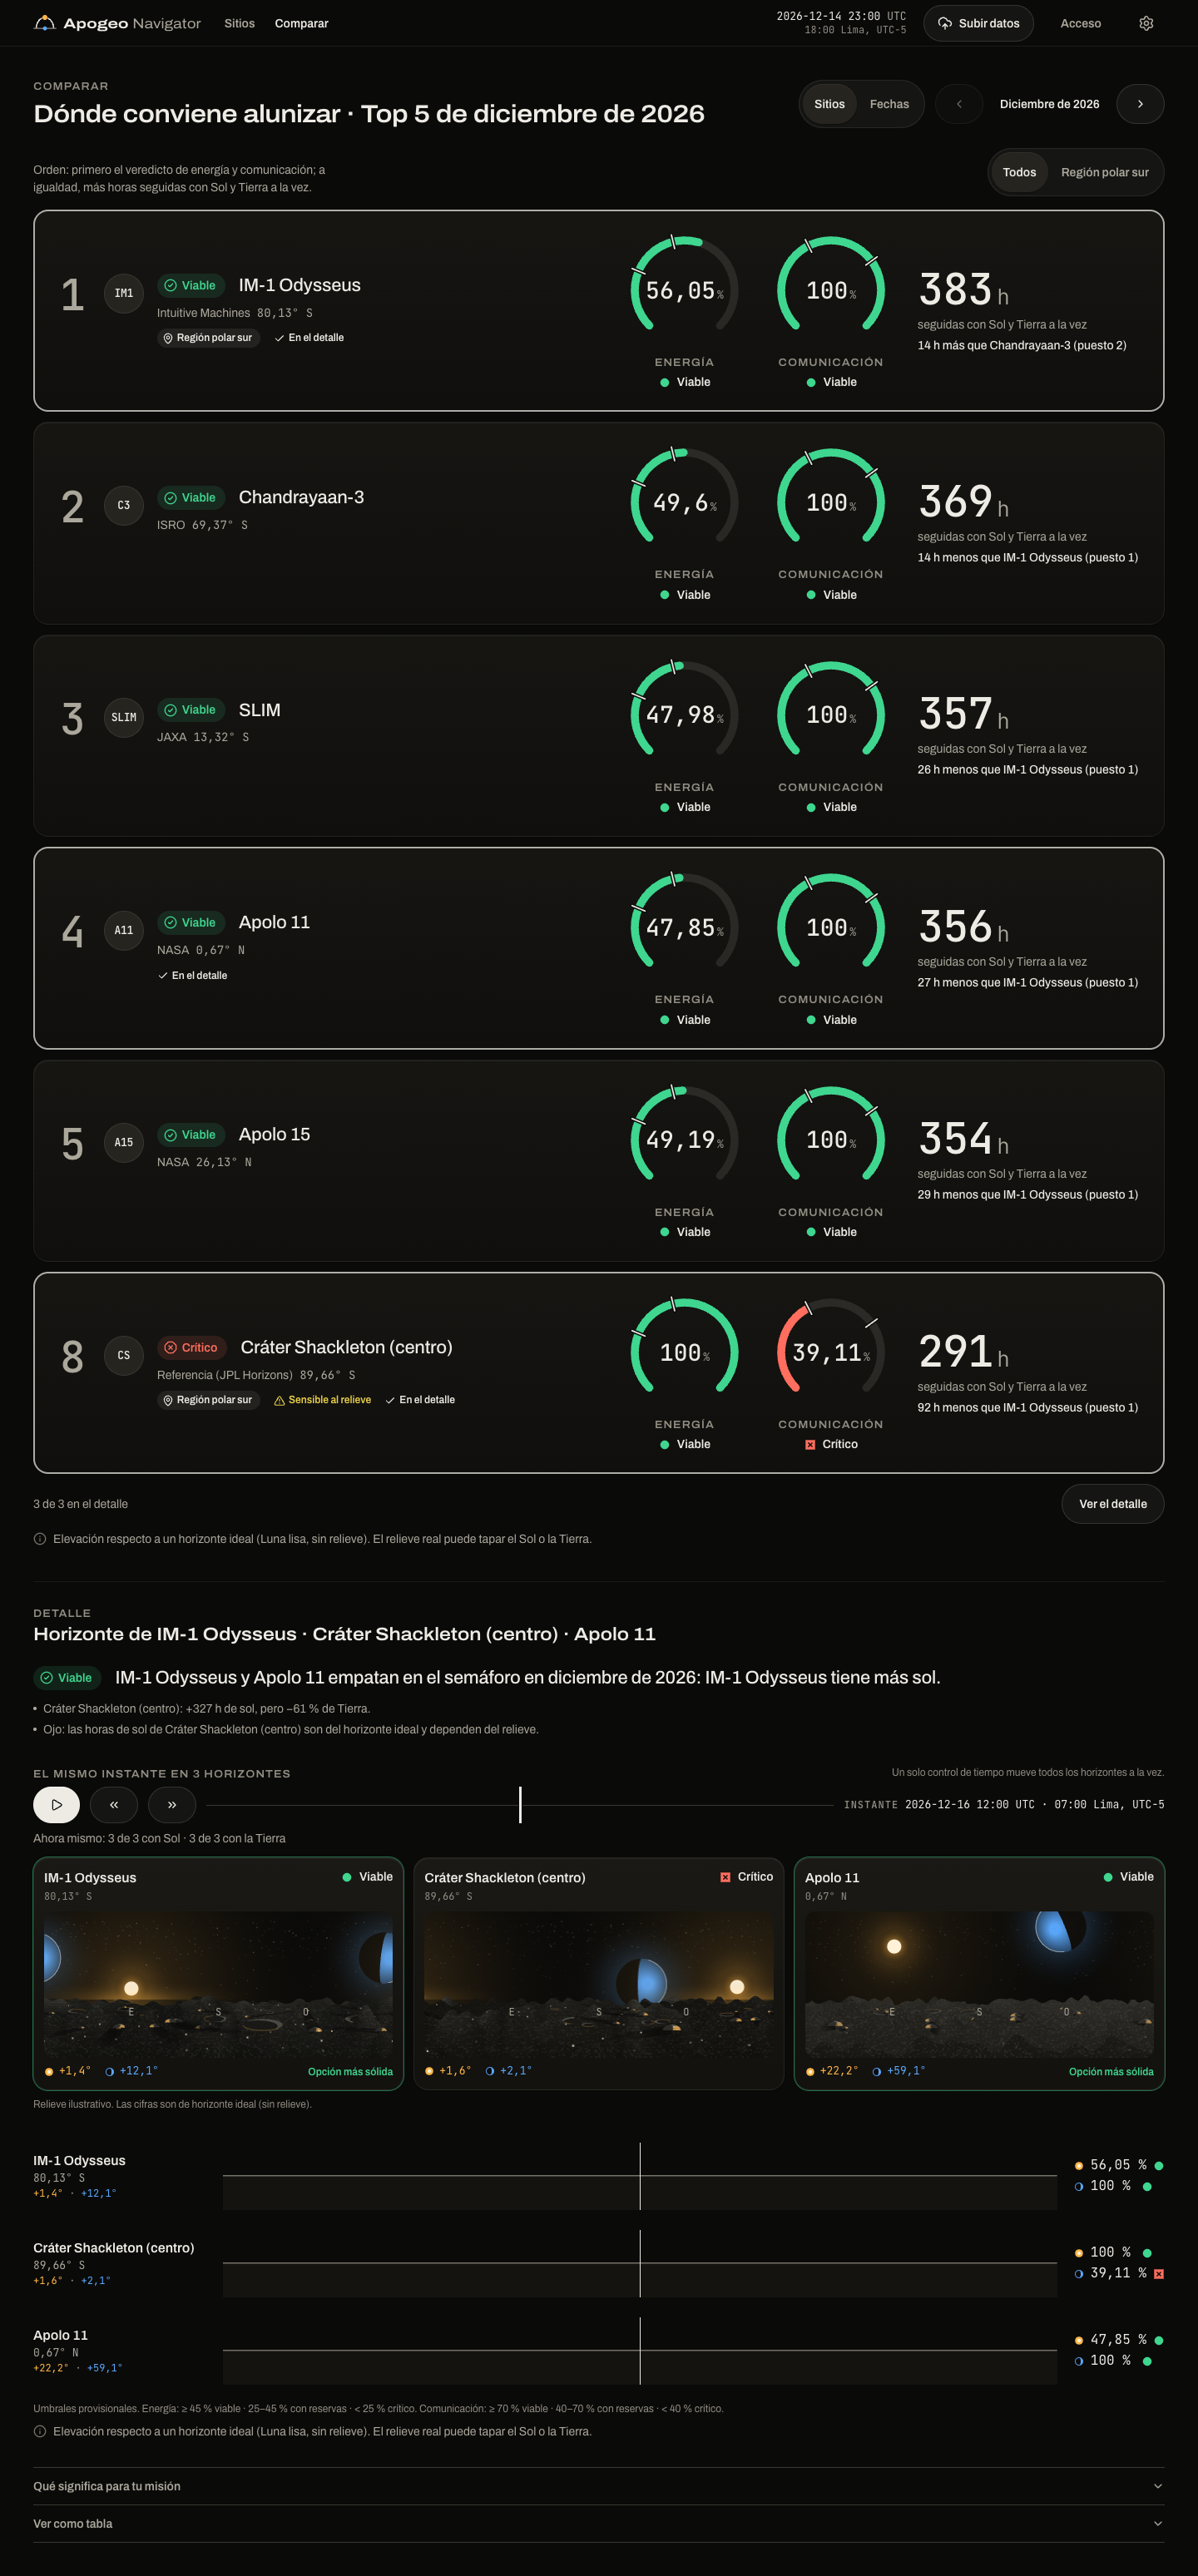 Apogeo Navigator
Sitios
Comparar
2026-12-14 23:00 UTC
18:00 Lima, UTC-5
Subir datos
Acceso
COMPARAR
Dónde conviene alunizar · Top 5 de diciembre de 2026
Sitios
Fechas
Diciembre de 2026
Orden: primero el veredicto de energía y comunicación; a
igualdad, más horas seguidas con Sol y Tierra a la vez.
Todos
Región polar sur
1
IM1
Viable
IM-1 Odysseus
Intuitive Machines 80,13° S
Región polar sur
En el detalle
56,05%
ENERGÍA
Viable
100%
COMUNICACIÓN
Viable
383 h
seguidas con Sol y Tierra a la vez
14 h más que Chandrayaan-3 (puesto 2)
2
C3
Viable
Chandrayaan-3
ISRO 69,37° S
49,6%
ENERGÍA
Viable
100%
COMUNICACIÓN
Viable
369 h
seguidas con Sol y Tierra a la vez
14 h menos que IM-1 Odysseus (puesto 1)
3
SLIM
Viable
SLIM
JAXA 13,32° S
47,98%
ENERGÍA
Viable
100%
COMUNICACIÓN
Viable
357 h
seguidas con Sol y Tierra a la vez
26 h menos que IM-1 Odysseus (puesto 1)
4
A11
Viable
Apolo 11
NASA 0,67° N
En el detalle
47,85%
ENERGÍA
Viable
100%
COMUNICACIÓN
Viable
356 h
seguidas con Sol y Tierra a la vez
27 h menos que IM-1 Odysseus (puesto 1)
5
A15
Viable
Apolo 15
NASA 26,13° N
49,19%
ENERGÍA
Viable
100%
COMUNICACIÓN
Viable
354 h
seguidas con Sol y Tierra a la vez
29 h menos que IM-1 Odysseus (puesto 1)
8
CS
Crítico
Cráter Shackleton (centro)
Referencia (JPL Horizons) 89,66° S
Región polar sur
Sensible al relieve
En el detalle
100%
ENERGÍA
Viable
39,11%
COMUNICACIÓN
Crítico
291 h
seguidas con Sol y Tierra a la vez
92 h menos que IM-1 Odysseus (puesto 1)
3 de 3 en el detalle
Ver el detalle
Elevación respecto a un horizonte ideal (Luna lisa, sin relieve). El relieve real puede tapar el Sol o la Tierra.
DETALLE
Horizonte de IM-1 Odysseus · Cráter Shackleton (centro) · Apolo 11
Viable
IM-1 Odysseus y Apolo 11 empatan en el semáforo en diciembre de 2026: IM-1 Odysseus tiene más sol.
• Cráter Shackleton (centro): +327 h de sol, pero −61 % de Tierra.
• Ojo: las horas de sol de Cráter Shackleton (centro) son del horizonte ideal y dependen del relieve.
EL MISMO INSTANTE EN 3 HORIZONTES
Un solo control de tiempo mueve todos los horizontes a la vez.
INSTANTE 2026-12-16 12:00 UTC · 07:00 Lima, UTC-5
Ahora mismo: 3 de 3 con Sol · 3 de 3 con la Tierra
IM-1 Odysseus
Viable
80,13° S
E S O
+1,4° +12,1°
Opción más sólida
Cráter Shackleton (centro)
Crítico
89,66° S
E S O
+1,6° +2,1°
Apolo 11
Viable
0,67° N
E S O
+22,2° +59,1°
Opción más sólida
Relieve ilustrativo. Las cifras son de horizonte ideal (sin relieve).
IM-1 Odysseus
80,13° S
+1,4° · +12,1°
56,05 %
100 %
Cráter Shackleton (centro)
89,66° S
+1,6° · +2,1°
100 %
39,11 %
Apolo 11
0,67° N
+22,2° · +59,1°
47,85 %
100 %
Umbrales provisionales. Energía: ≥ 45 % viable · 25–45 % con reservas · < 25 % crítico. Comunicación: ≥ 70 % viable · 40–70 % con reservas · < 40 % crítico.
Elevación respecto a un horizonte ideal (Luna lisa, sin relieve). El relieve real puede tapar el Sol o la Tierra.
Qué significa para tu misión
Ver como tabla